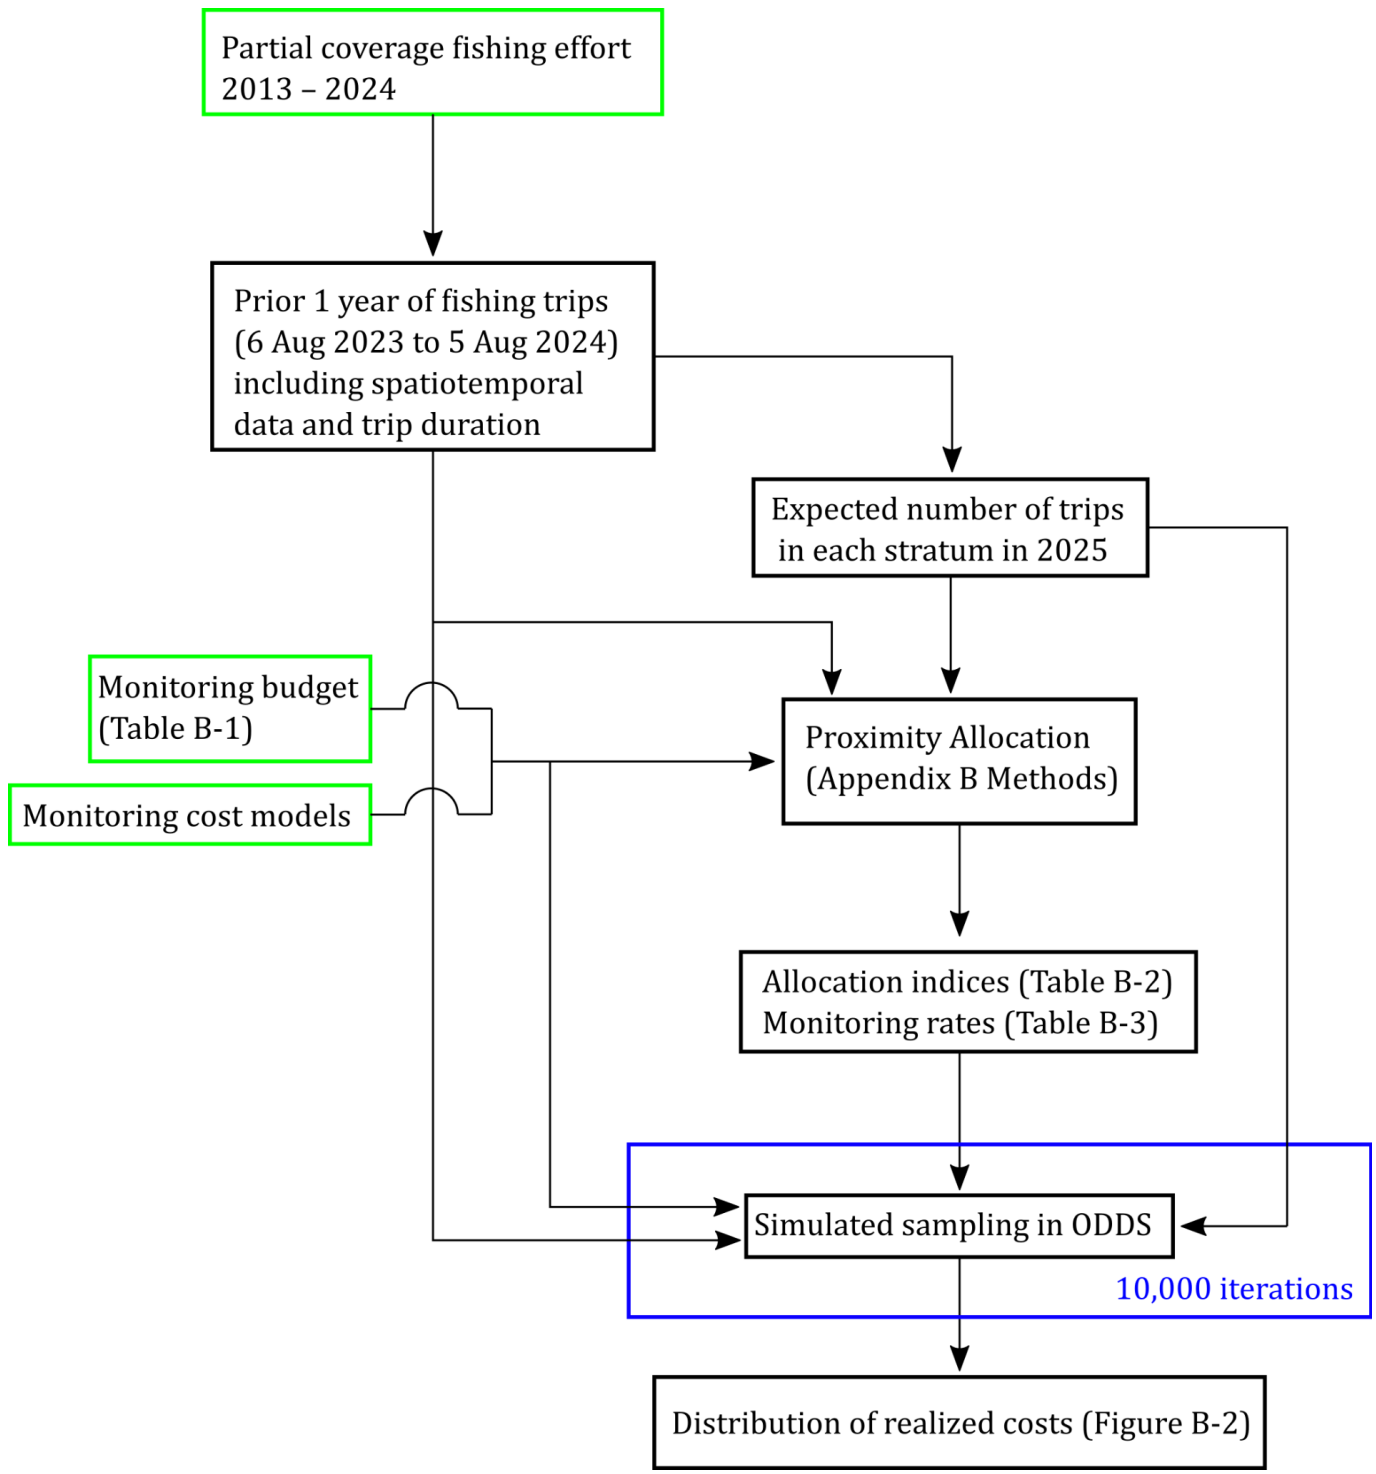 Partial coverage fishing effort
2013 – 2024
Prior 1 year of fishing trips
(6 Aug 2023 to 5 Aug 2024)
including spatiotemporal
data and trip duration
Expected number of trips
in each stratum in 2025
Monitoring budget
(Table B-1)
Monitoring cost models
Proximity Allocation
(Appendix B Methods)
Allocation indices (Table B-2)
Monitoring rates (Table B-3)
Simulated sampling in ODDS
10,000 iterations
Distribution of realized costs (Figure B-2)